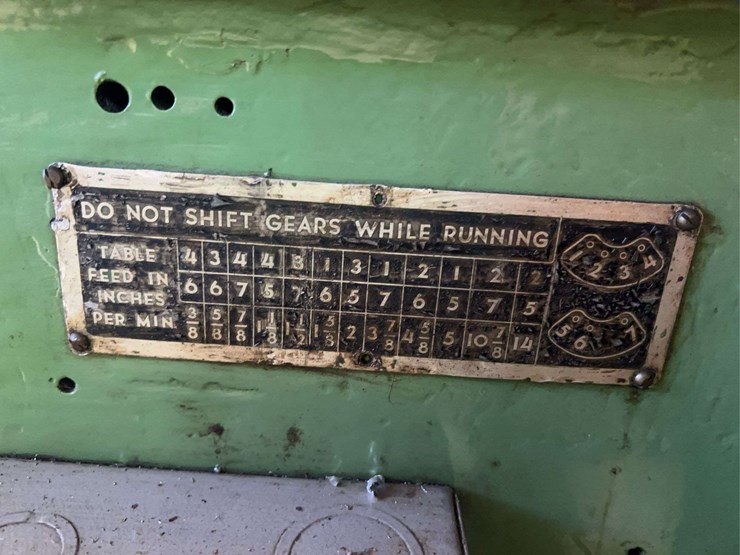 DO NOT SHIFT GEARS WHILE RUNNING
TABLE FEED IN INCHES PER MIN
4 3 4 4 3 1 3 1 2 1 2 2
6 6 7 5 7 6 5 7 6 5 7 5
3/8 5/8 7/8 1 1/8 1 1/2 1 5/8 2 3 7/8 4 5/8 5 10 7/8 14
1 2 3 4
5 6 7